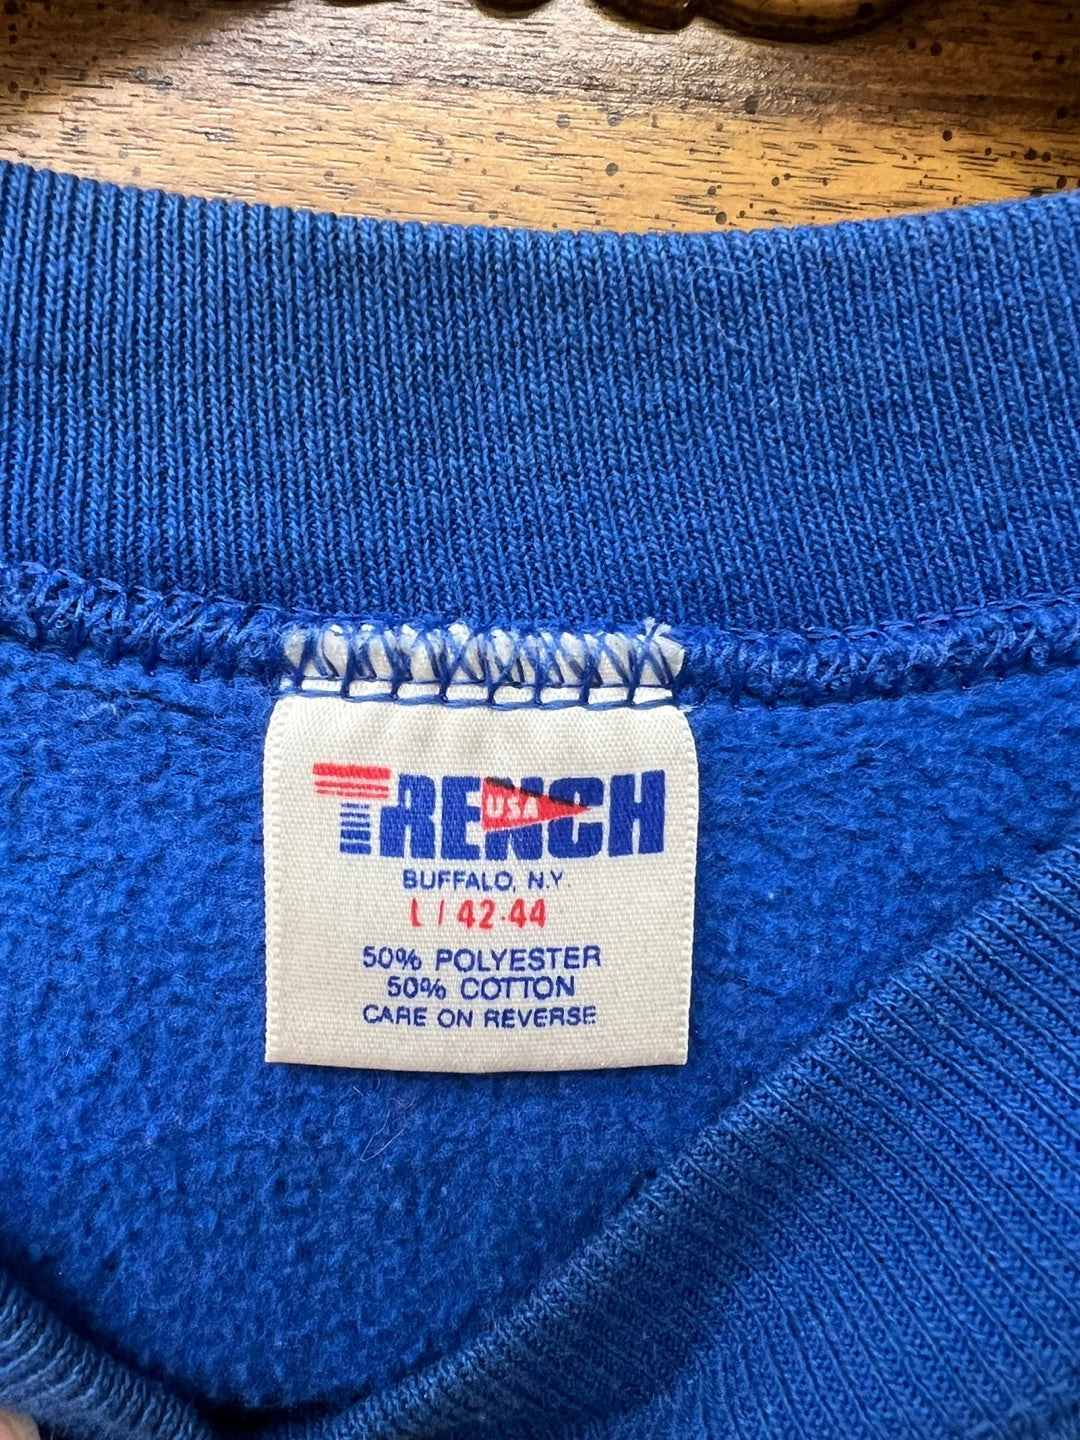 TRENCH
USA
BUFFALO, N.Y.
L / 42-44
50% POLYESTER
50% COTTON
CARE ON REVERSE